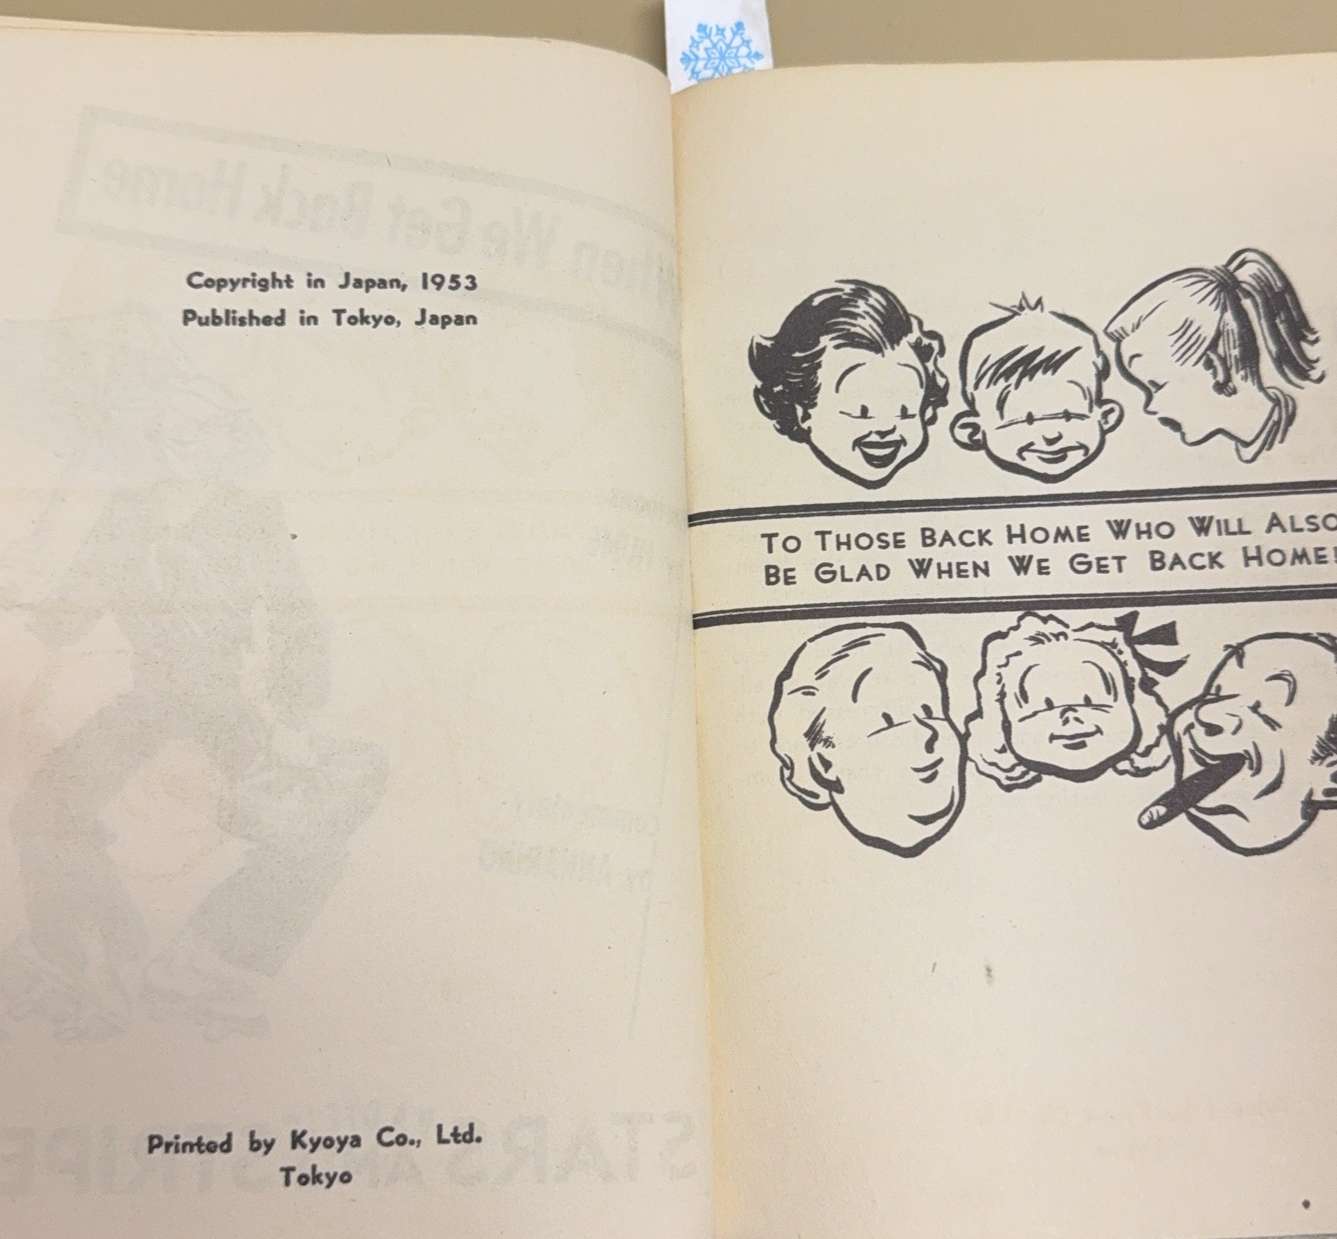 Copyright in Japan, 1953
Published in Tokyo, Japan
Printed by Kyoya Co., Ltd.
Tokyo
TO THOSE BACK HOME WHO WILL ALSO
BE GLAD WHEN WE GET BACK HOME!